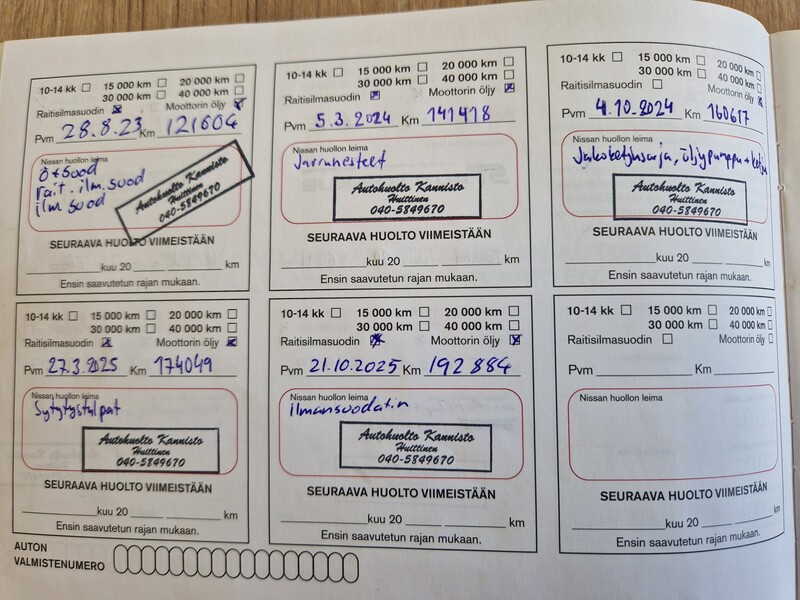 10-14 kk 15 000 km 20 000 km
30 000 km 40 000 km
Raitisilmasuodin Moottorin öljy
Pvm 28.8.23 Km 121604
Nissan huollon leima
Ö+Suod
rait. ilm. suod
ilm suod
Autohuolto Kannisto
Huittinen
040-5849670
SEURAAVA HUOLTO VIIMEISTÄÄN
kuu 20 km
Ensin saavutetun rajan mukaan.
10-14 kk 15 000 km 20 000 km
30 000 km 40 000 km
Raitisilmasuodin Moottorin öljy
Pvm 5.3.2024 Km 141418
Nissan huollon leima
Jarrunesteet
Autohuolto Kannisto
Huittinen
040-5849670
SEURAAVA HUOLTO VIIMEISTÄÄN
kuu 20 km
Ensin saavutetun rajan mukaan.
10-14 kk 15 000 km 20 000 km
30 000 km 40 000 km
Raitisilmasuodin Moottorin öljy
Pvm 4.10.2024 Km 160617
Nissan huollon leima
Jakoketjusarja, öljypumppu + ketju
Autohuolto Kannisto
Huittinen
040-5849670
SEURAAVA HUOLTO VIIMEISTÄÄN
kuu 20 km
Ensin saavutetun rajan mukaan.
10-14 kk 15 000 km 20 000 km
30 000 km 40 000 km
Raitisilmasuodin Moottorin öljy
Pvm 27.3.2025 Km 174049
Nissan huollon leima
Sytytystulpat
Autohuolto Kannisto
Huittinen
040-5849670
SEURAAVA HUOLTO VIIMEISTÄÄN
kuu 20 km
Ensin saavutetun rajan mukaan.
10-14 kk 15 000 km 20 000 km
30 000 km 40 000 km
Raitisilmasuodin Moottorin öljy
Pvm 21.10.2025 Km 192 884
Nissan huollon leima
ilmansuodatin
Autohuolto Kannisto
Huittinen
040-5849670
SEURAAVA HUOLTO VIIMEISTÄÄN
kuu 20 km
Ensin saavutetun rajan mukaan.
10-14 kk 15 000 km 20 000 km
30 000 km 40 000 km
Raitisilmasuodin Moottorin öljy
Pvm Km
Nissan huollon leima
SEURAAVA HUOLTO VIIMEISTÄÄN
kuu 20 km
Ensin saavutetun rajan mukaan.
AUTON
VALMISTENUMERO